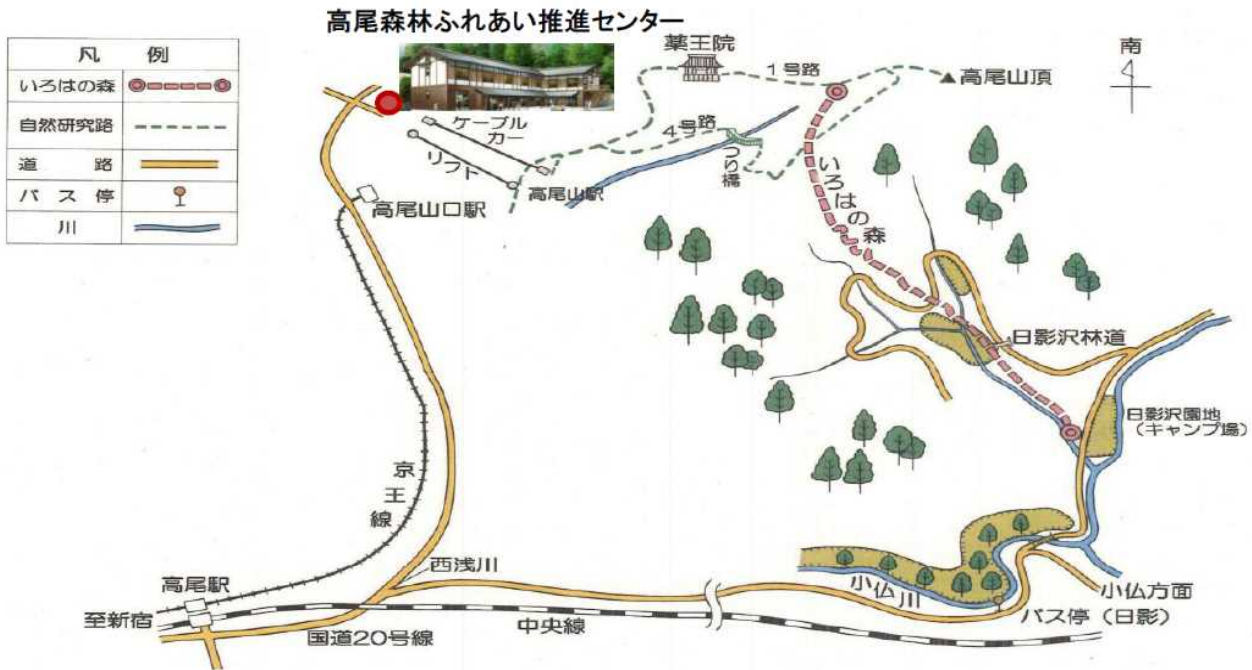 高尾森林ふれあい推進センター
凡 例
いろはの森
自然研究路
道 路
バ ス 停
川
薬王院
1号路
高尾山頂
南
ケーブル
カー
リフト
4号路
つり橋
高尾山駅
高尾山口駅
いろはの森
日影沢林道
日影沢園地
(キャンプ場)
京王線
西浅川
高尾駅
至新宿
国道20号線
中央線
小仏川
小仏方面
バス停(日影)